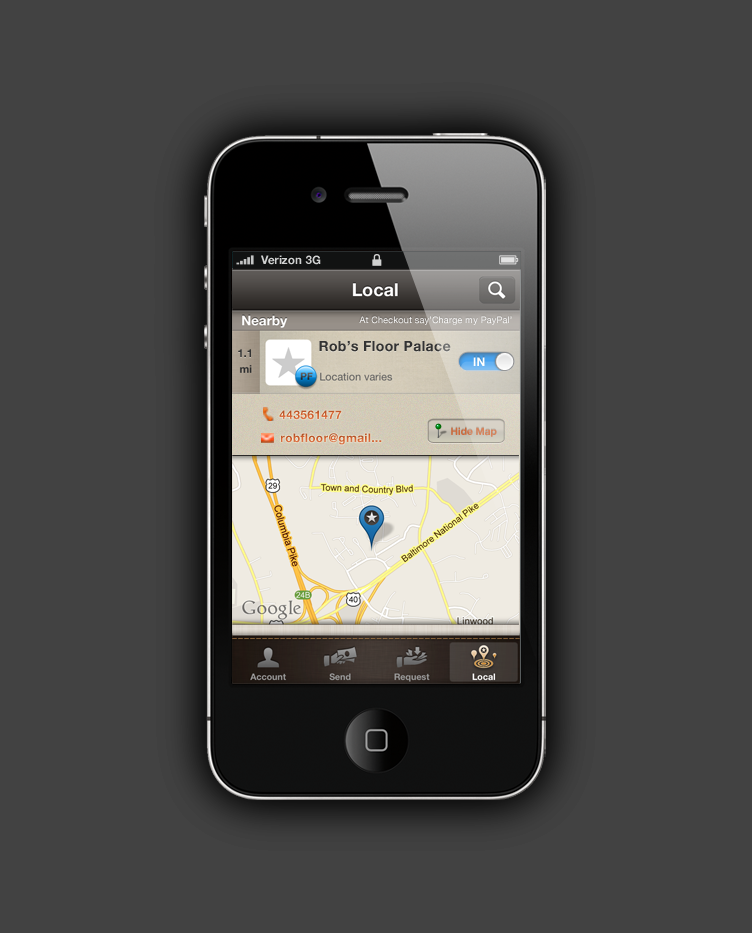 Verizon 3G
Local
Nearby At Checkout say'Charge my PayPal'
1.1
mi
Rob's Floor Palace
IN
PF Location varies
443561477
robfloor@gmail...
Hide Map
29
Town and Country Blvd
Columbia Pike
Baltimore National Pike
24B
40
Google
Linwood
Account Send Request Local